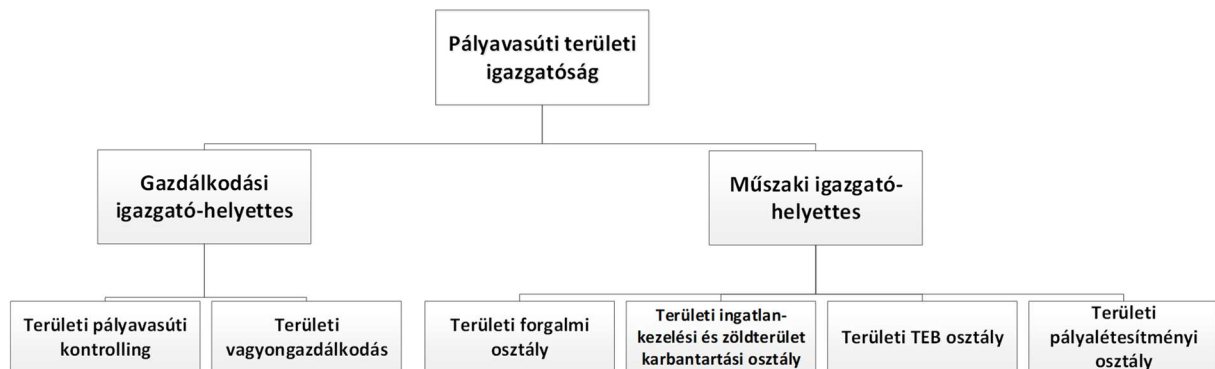 Pályavasúti területi
igazgatóság
Gazdálkodási
igazgató-helyettes
Műszaki igazgató-
helyettes
Területi pályavasúti
kontrolling
Területi
vagyongazdálkodás
Területi forgalmi
osztály
Területi ingatlan-
kezelési és zöldterület
karbantartási osztály
Területi TEB osztály
Területi
pályalétesítményi
osztály